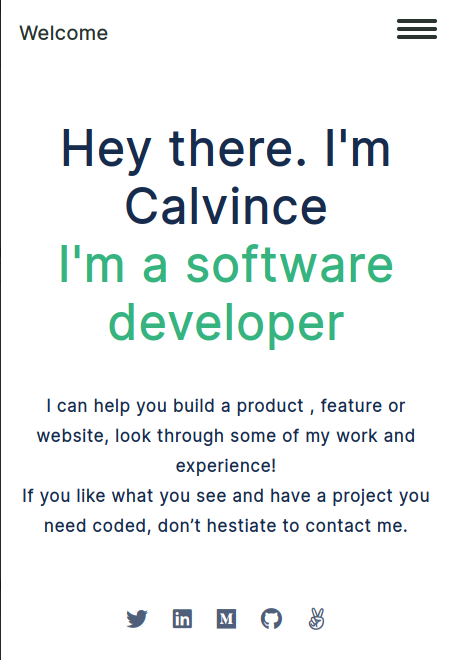 Welcome
Hey there. I'm
Calvince
I'm a software
developer
I can help you build a product , feature or
website, look through some of my work and
experience!
If you like what you see and have a project you
need coded, don’t hestiate to contact me.